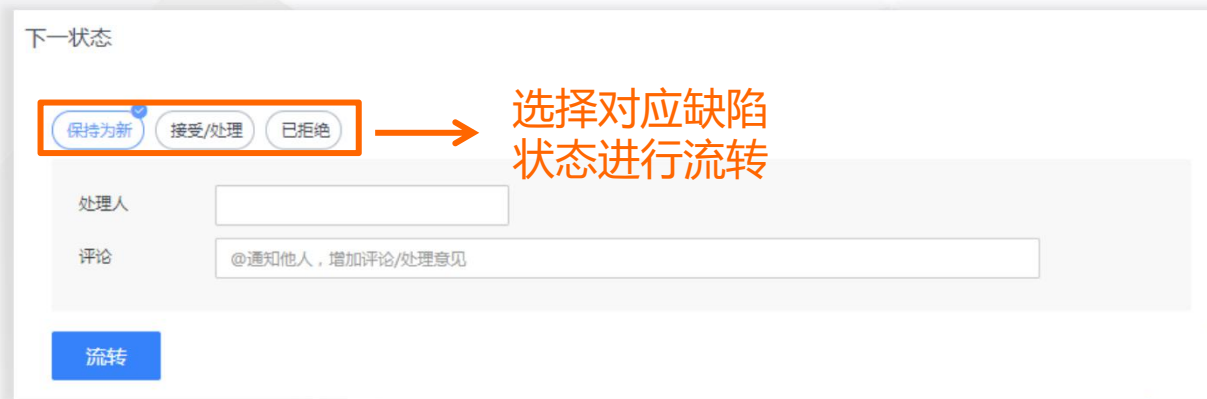 下一状态
保持为新 接受/处理 已拒绝
选择对应缺陷
状态进行流转
处理人
评论 @通知他人，增加评论/处理意见
流转